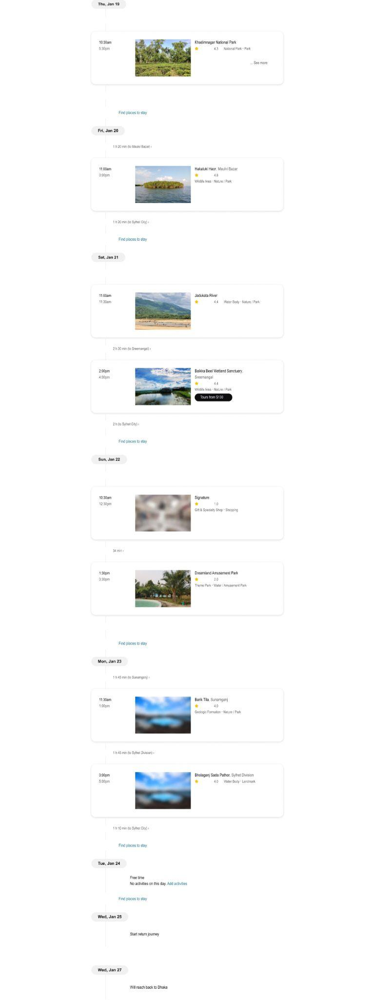 Thu, Jan 19
10:30am
5:30pm
Khadimnagar National Park
4.3 National Park · Park
... See more
Find places to stay
Fri, Jan 20
1 h 20 min (to Maulvi Bazar) ›
11:00am
3:00pm
Hakaluki Haor, Maulvi Bazar
4.8
Wildlife Area · Nature / Park
1 h 20 min (to Sylhet City) ›
Find places to stay
Sat, Jan 21
11:00am
11:30am
Jadukata River
4.4 Water Body · Nature / Park
2 h 30 min (to Sreemangal) ›
2:00pm
4:00pm
Baikka Beel Wetland Sanctuary,
Sreemangal
4.4
Wildlife Area · Nature / Park
Tours from $130
2 h (to Sylhet City) ›
Find places to stay
Sun, Jan 22
10:30am
12:30pm
Signature
1.0
Gift & Specialty Shop · Shopping
34 min ›
1:30pm
3:30pm
Dreamland Amusement Park
2.0
Theme Park · Water / Amusement Park
Find places to stay
Mon, Jan 23
1 h 45 min (to Sunamganj) ›
11:30am
1:00pm
Barik Tila, Sunamganj
4.0
Geologic Formation · Nature / Park
1 h 45 min (to Sylhet Division) ›
3:00pm
5:00pm
Bholaganj Sada Pathor, Sylhet Division
4.0 Water Body · Landmark
1 h 10 min (to Sylhet City) ›
Find places to stay
Tue, Jan 24
Free time
No activities on this day. Add activities
Find places to stay
Wed, Jan 25
Start return journey
Wed, Jan 27
Will reach back to Dhaka